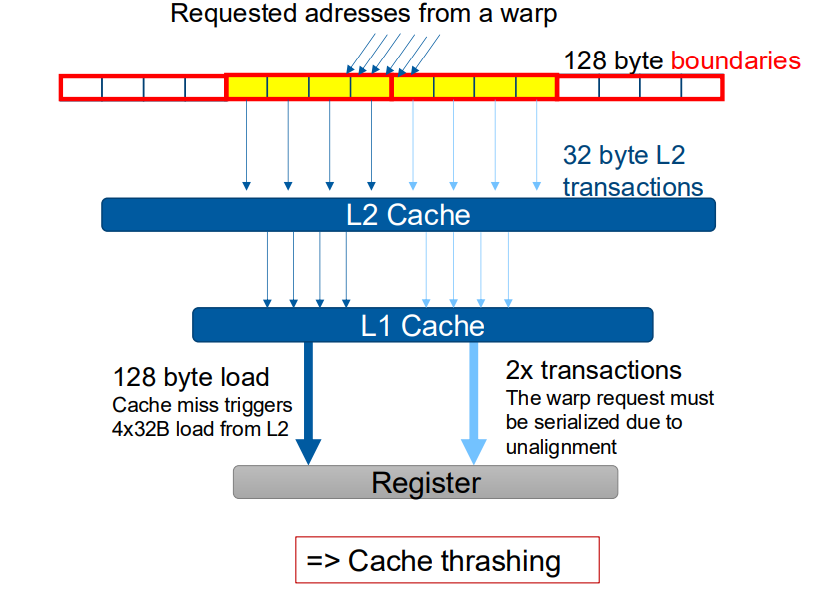 Requested adresses from a warp
128 byte boundaries
32 byte L2
transactions
L2 Cache
L1 Cache
128 byte load
Cache miss triggers
4x32B load from L2
2x transactions
The warp request must
be serialized due to
unalignment
Register
=> Cache thrashing